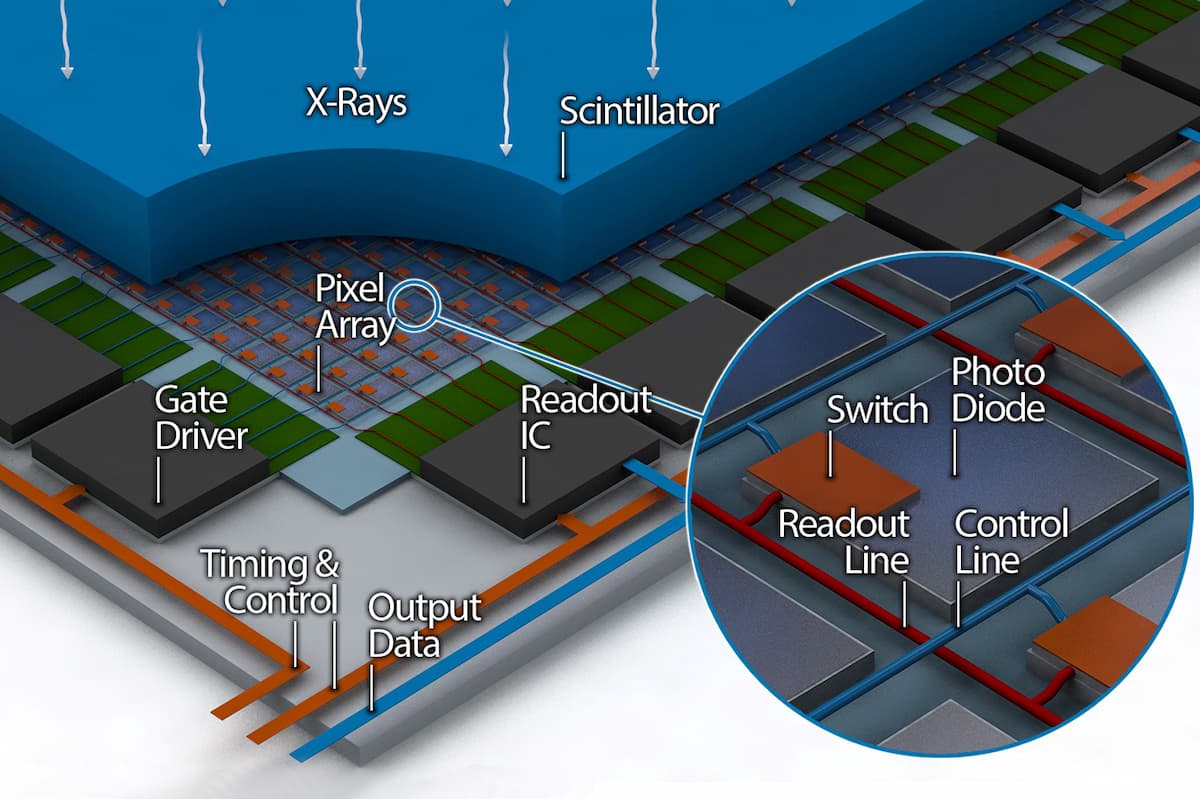 X-Rays
Scintillator
Pixel
Array
Gate
Driver
Readout
IC
Timing &
Control
Output
Data
Switch
Photo
Diode
Readout
Line
Control
Line